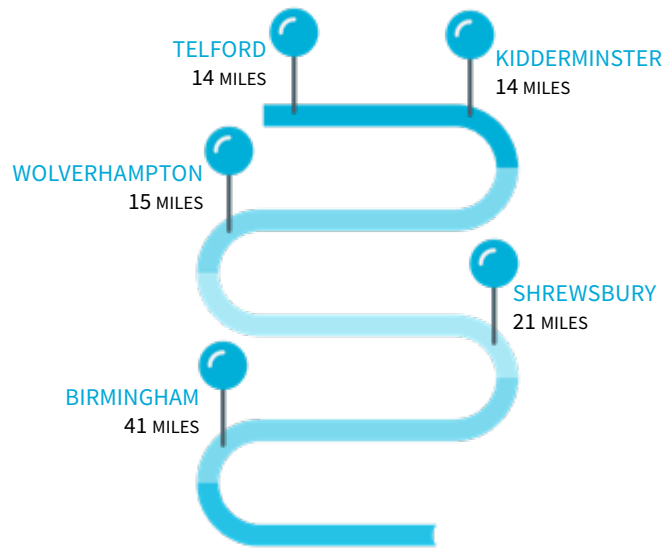 TELFORD
14 MILES
KIDDERMINSTER
14 MILES
WOLVERHAMPTON
15 MILES
SHREWSBURY
21 MILES
BIRMINGHAM
41 MILES